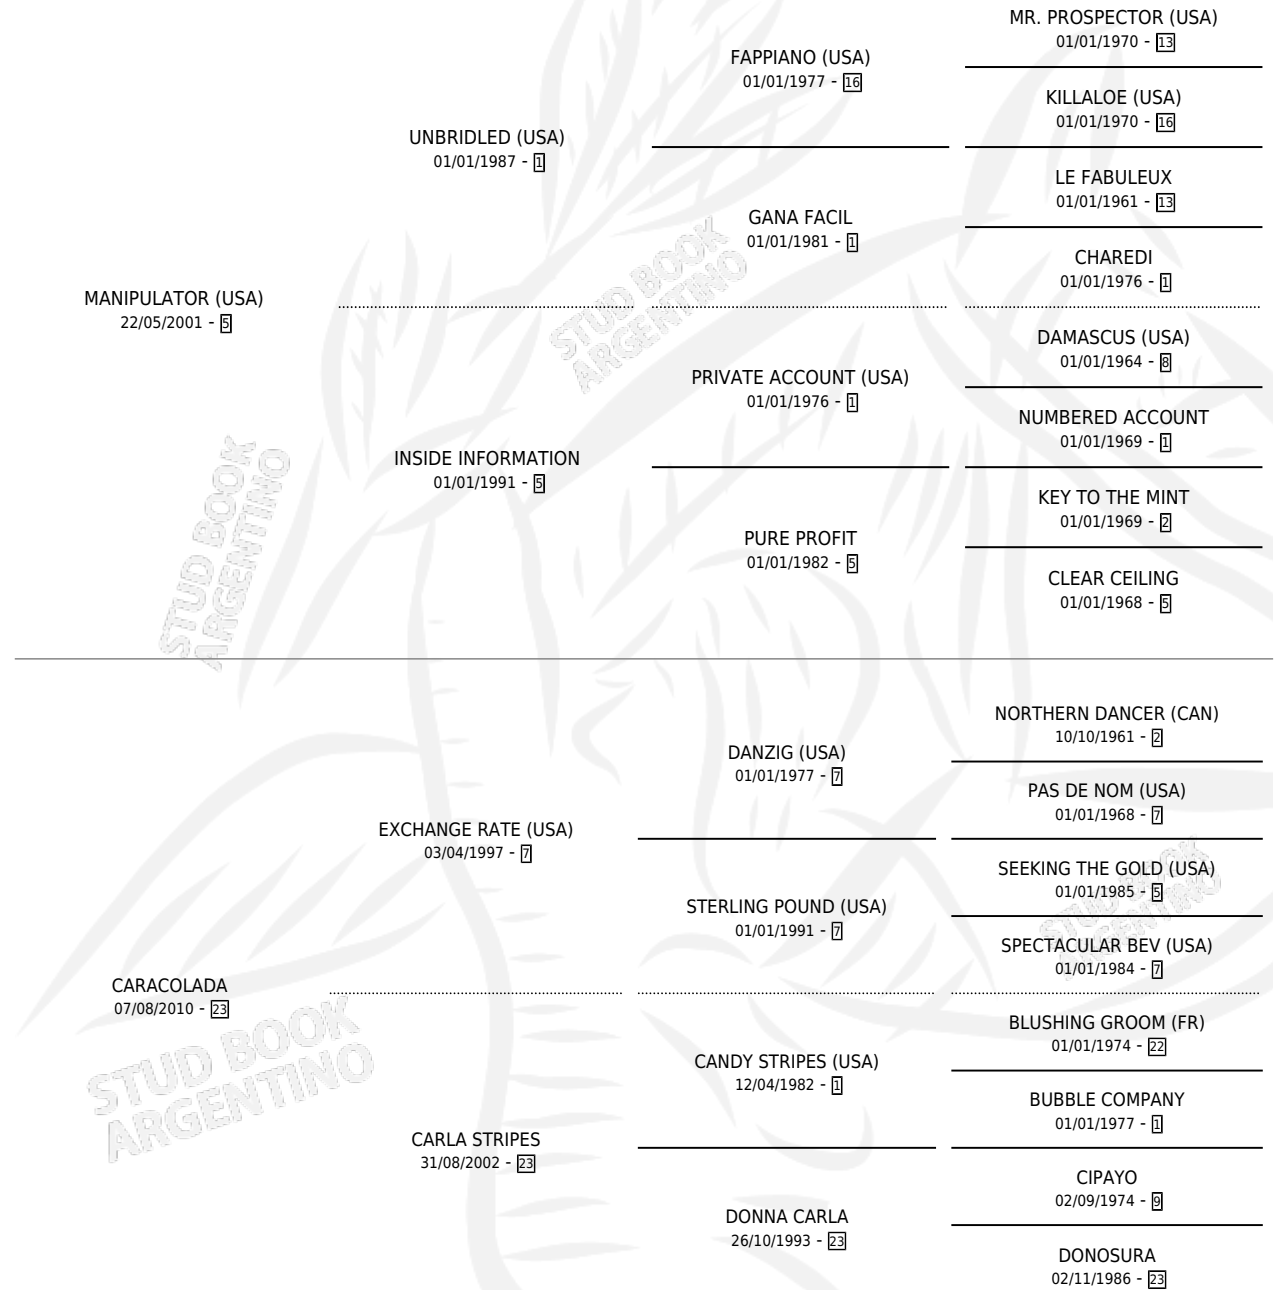 MR. PROSPECTOR (USA)
01/01/1970 - 13
FAPPIANO (USA)
01/01/1977 - 16
KILLALOE (USA)
01/01/1970 - 16
UNBRIDLED (USA)
01/01/1987 - 1
LE FABULEUX
01/01/1961 - 13
GANA FACIL
01/01/1981 - 1
CHAREDI
01/01/1976 - 1
MANIPULATOR (USA)
22/05/2001 - 5
DAMASCUS (USA)
01/01/1964 - 8
PRIVATE ACCOUNT (USA)
01/01/1976 - 1
NUMBERED ACCOUNT
01/01/1969 - 1
INSIDE INFORMATION
01/01/1991 - 5
KEY TO THE MINT
01/01/1969 - 2
PURE PROFIT
01/01/1982 - 5
CLEAR CEILING
01/01/1968 - 5
STUD BOOK
ARGENTINO
STUD BOOK
ARGENTINO
NORTHERN DANCER (CAN)
10/10/1961 - 2
DANZIG (USA)
01/01/1977 - 7
PAS DE NOM (USA)
01/01/1968 - 7
EXCHANGE RATE (USA)
03/04/1997 - 7
SEEKING THE GOLD (USA)
01/01/1985 - 5
STERLING POUND (USA)
01/01/1991 - 7
SPECTACULAR BEV (USA)
01/01/1984 - 7
CARACOLADA
07/08/2010 - 23
BLUSHING GROOM (FR)
01/01/1974 - 22
CANDY STRIPES (USA)
12/04/1982 - 1
BUBBLE COMPANY
01/01/1977 - 1
CARLA STRIPES
31/08/2002 - 23
CIPAYO
02/09/1974 - 9
DONNA CARLA
26/10/1993 - 23
DONOSURA
02/11/1986 - 23
STUD BOOK
ARGENTINO
STUD BOOK
ARGENTINO